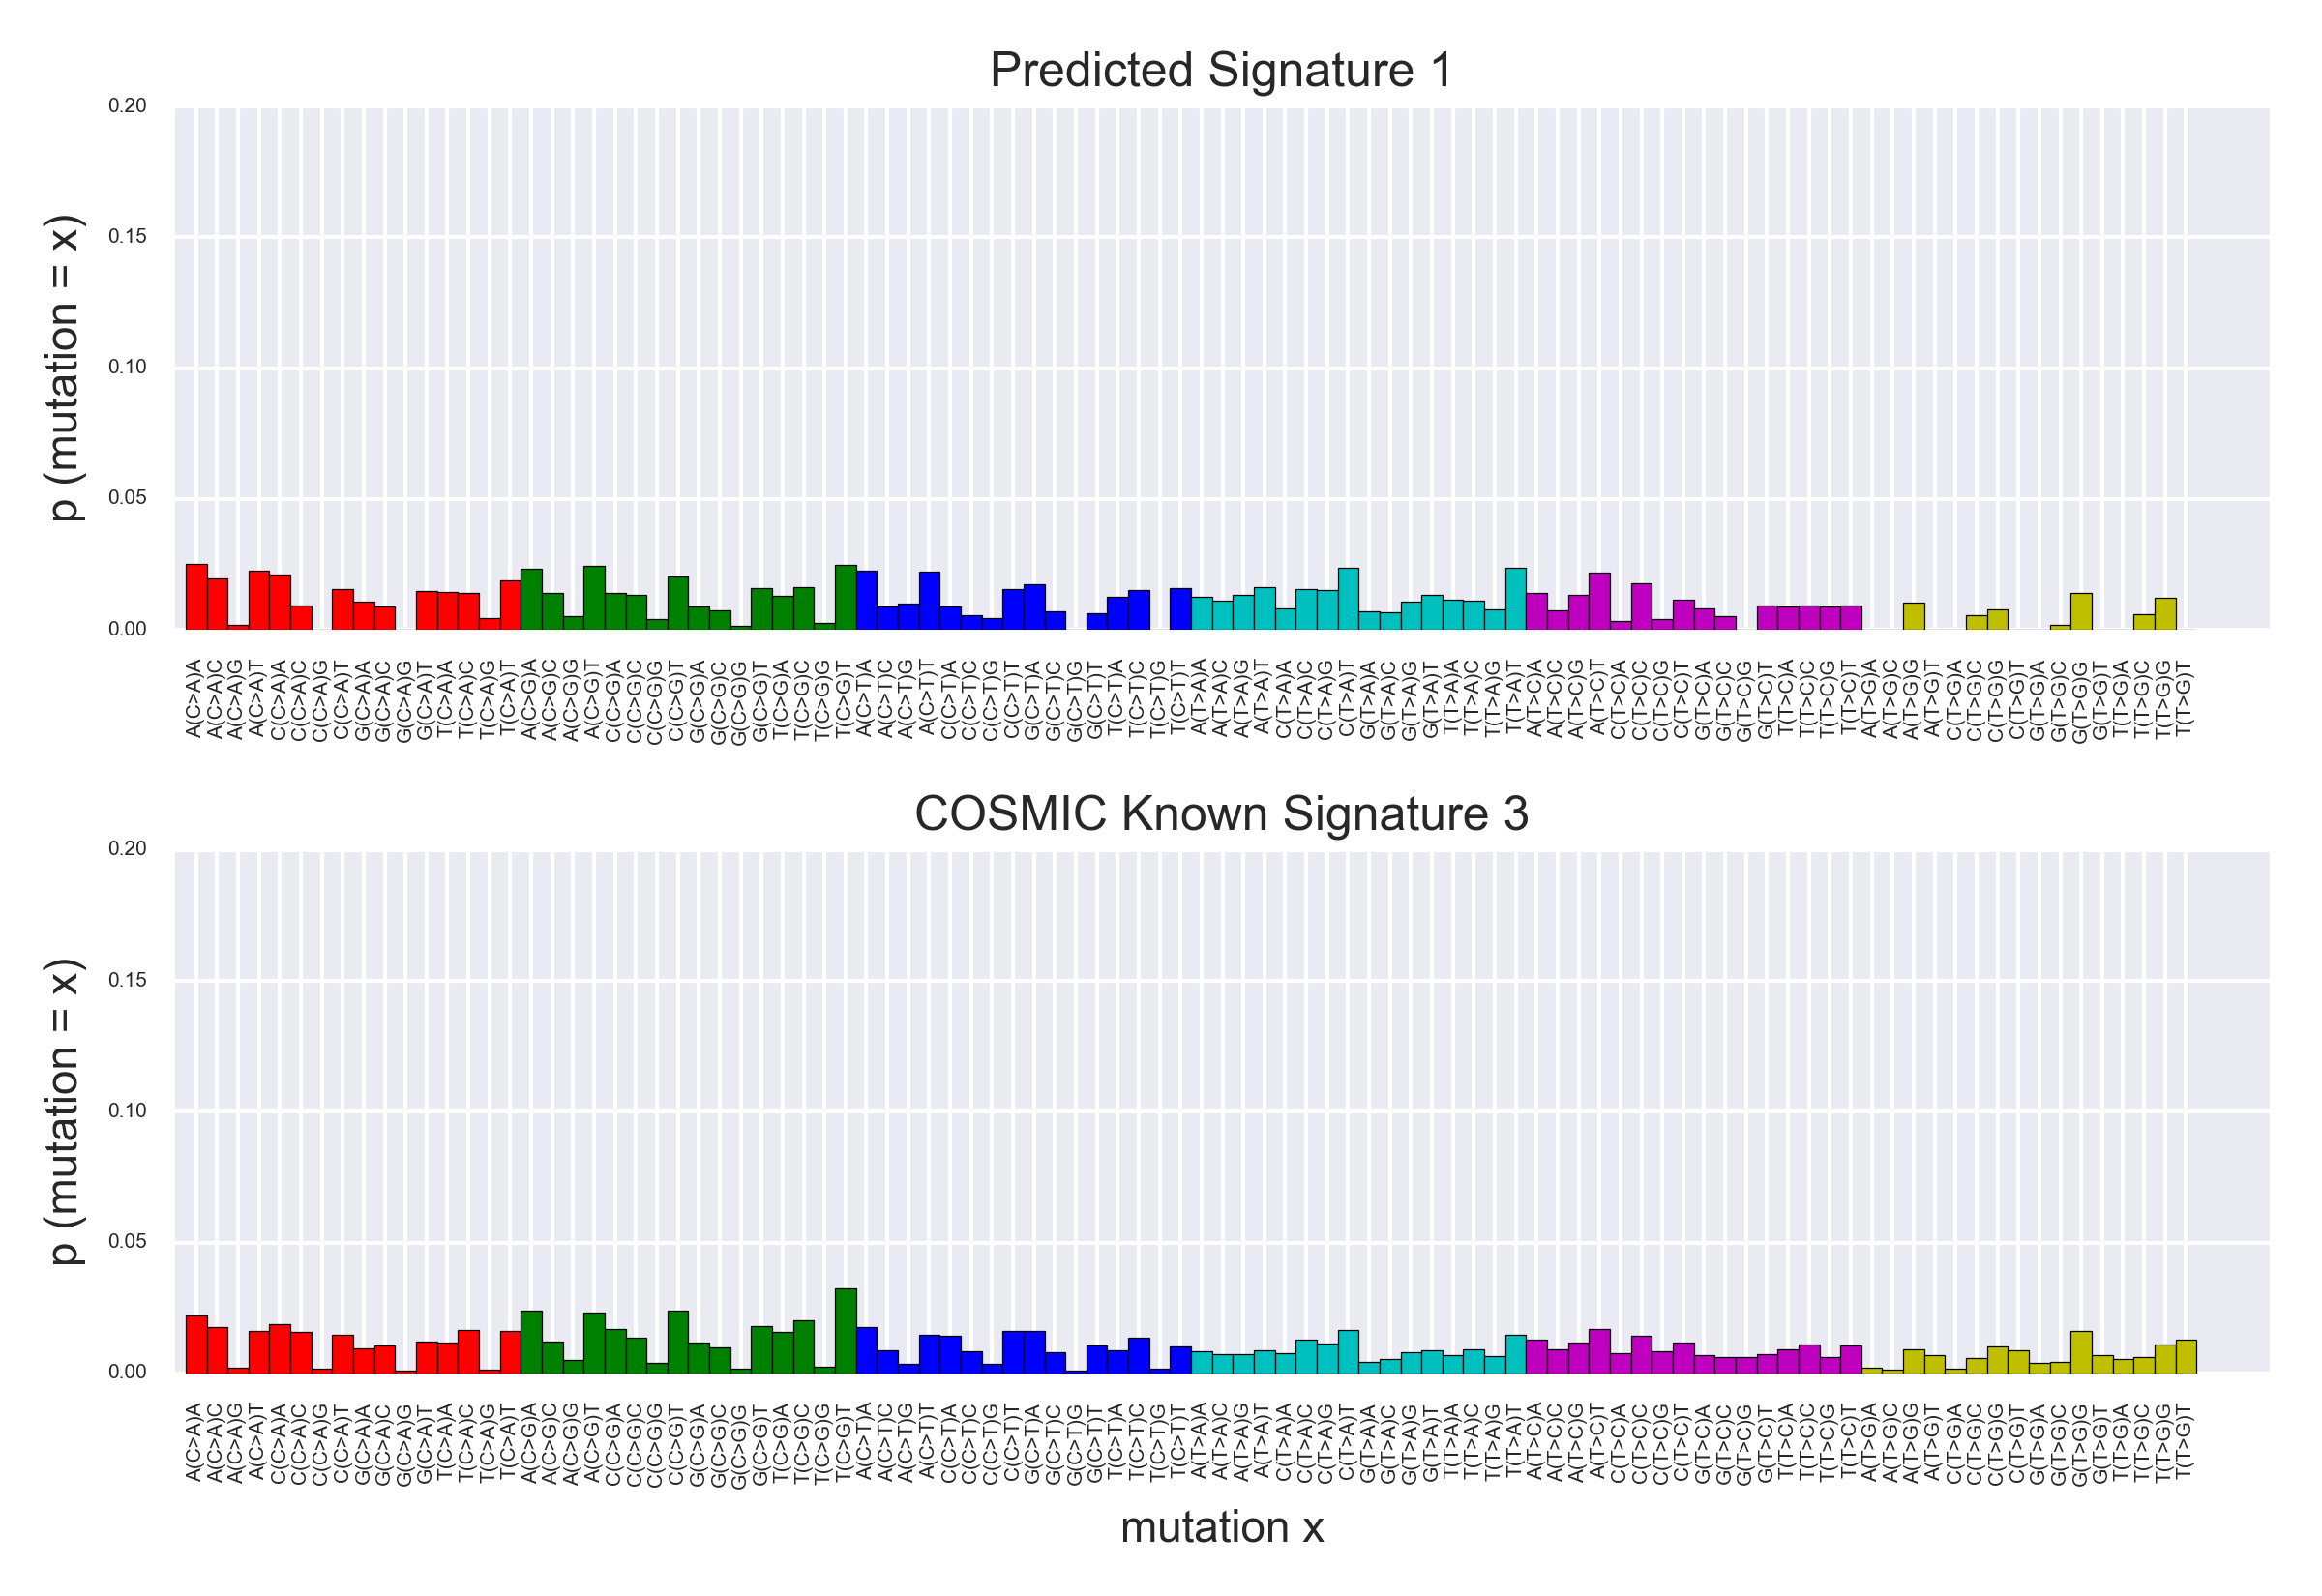 Predicted Signature 1
p (mutation = x)
0.20
0.15
0.10
0.05
0.00
A(C>A)A A(C>A)C A(C>A)G A(C>A)T C(C>A)A C(C>A)C C(C>A)G C(C>A)T G(C>A)A G(C>A)C G(C>A)G G(C>A)T T(C>A)A T(C>A)C T(C>A)G T(C>A)T A(C>G)A A(C>G)C A(C>G)G A(C>G)T C(C>G)A C(C>G)C C(C>G)G C(C>G)T G(C>G)A G(C>G)C G(C>G)G G(C>G)T T(C>G)A T(C>G)C T(C>G)G T(C>G)T A(C>T)A A(C>T)C A(C>T)G A(C>T)T C(C>T)A C(C>T)C C(C>T)G C(C>T)T G(C>T)A G(C>T)C G(C>T)G G(C>T)T T(C>T)A T(C>T)C T(C>T)G T(C>T)T A(T>A)A A(T>A)C A(T>A)G A(T>A)T C(T>A)A C(T>A)C C(T>A)G C(T>A)T G(T>A)A G(T>A)C G(T>A)G G(T>A)T T(T>A)A T(T>A)C T(T>A)G T(T>A)T A(T>C)A A(T>C)C A(T>C)G A(T>C)T C(T>C)A C(T>C)C C(T>C)G C(T>C)T G(T>C)A G(T>C)C G(T>C)G G(T>C)T T(T>C)A T(T>C)C T(T>C)G T(T>C)T A(T>G)A A(T>G)C A(T>G)G A(T>G)T C(T>G)A C(T>G)C C(T>G)G C(T>G)T G(T>G)A G(T>G)C G(T>G)G G(T>G)T T(T>G)A T(T>G)C T(T>G)G T(T>G)T
COSMIC Known Signature 3
p (mutation = x)
0.20
0.15
0.10
0.05
0.00
A(C>A)A A(C>A)C A(C>A)G A(C>A)T C(C>A)A C(C>A)C C(C>A)G C(C>A)T G(C>A)A G(C>A)C G(C>A)G G(C>A)T T(C>A)A T(C>A)C T(C>A)G T(C>A)T A(C>G)A A(C>G)C A(C>G)G A(C>G)T C(C>G)A C(C>G)C C(C>G)G C(C>G)T G(C>G)A G(C>G)C G(C>G)G G(C>G)T T(C>G)A T(C>G)C T(C>G)G T(C>G)T A(C>T)A A(C>T)C A(C>T)G A(C>T)T C(C>T)A C(C>T)C C(C>T)G C(C>T)T G(C>T)A G(C>T)C G(C>T)G G(C>T)T T(C>T)A T(C>T)C T(C>T)G T(C>T)T A(T>A)A A(T>A)C A(T>A)G A(T>A)T C(T>A)A C(T>A)C C(T>A)G C(T>A)T G(T>A)A G(T>A)C G(T>A)G G(T>A)T T(T>A)A T(T>A)C T(T>A)G T(T>A)T A(T>C)A A(T>C)C A(T>C)G A(T>C)T C(T>C)A C(T>C)C C(T>C)G C(T>C)T G(T>C)A G(T>C)C G(T>C)G G(T>C)T T(T>C)A T(T>C)C T(T>C)G T(T>C)T A(T>G)A A(T>G)C A(T>G)G A(T>G)T C(T>G)A C(T>G)C C(T>G)G C(T>G)T G(T>G)A G(T>G)C G(T>G)G G(T>G)T T(T>G)A T(T>G)C T(T>G)G T(T>G)T
mutation x